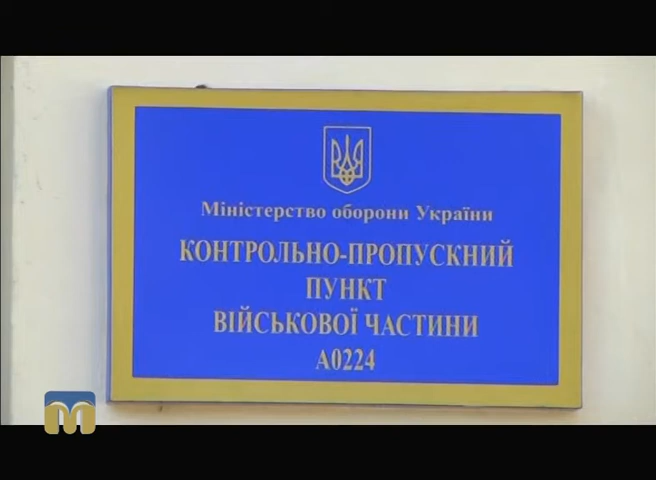 Міністерство оборони України
КОНТРОЛЬНО-ПРОПУСКНИЙ
ПУНКТ
ВІЙСЬКОВОЇ ЧАСТИНИ
А0224
М